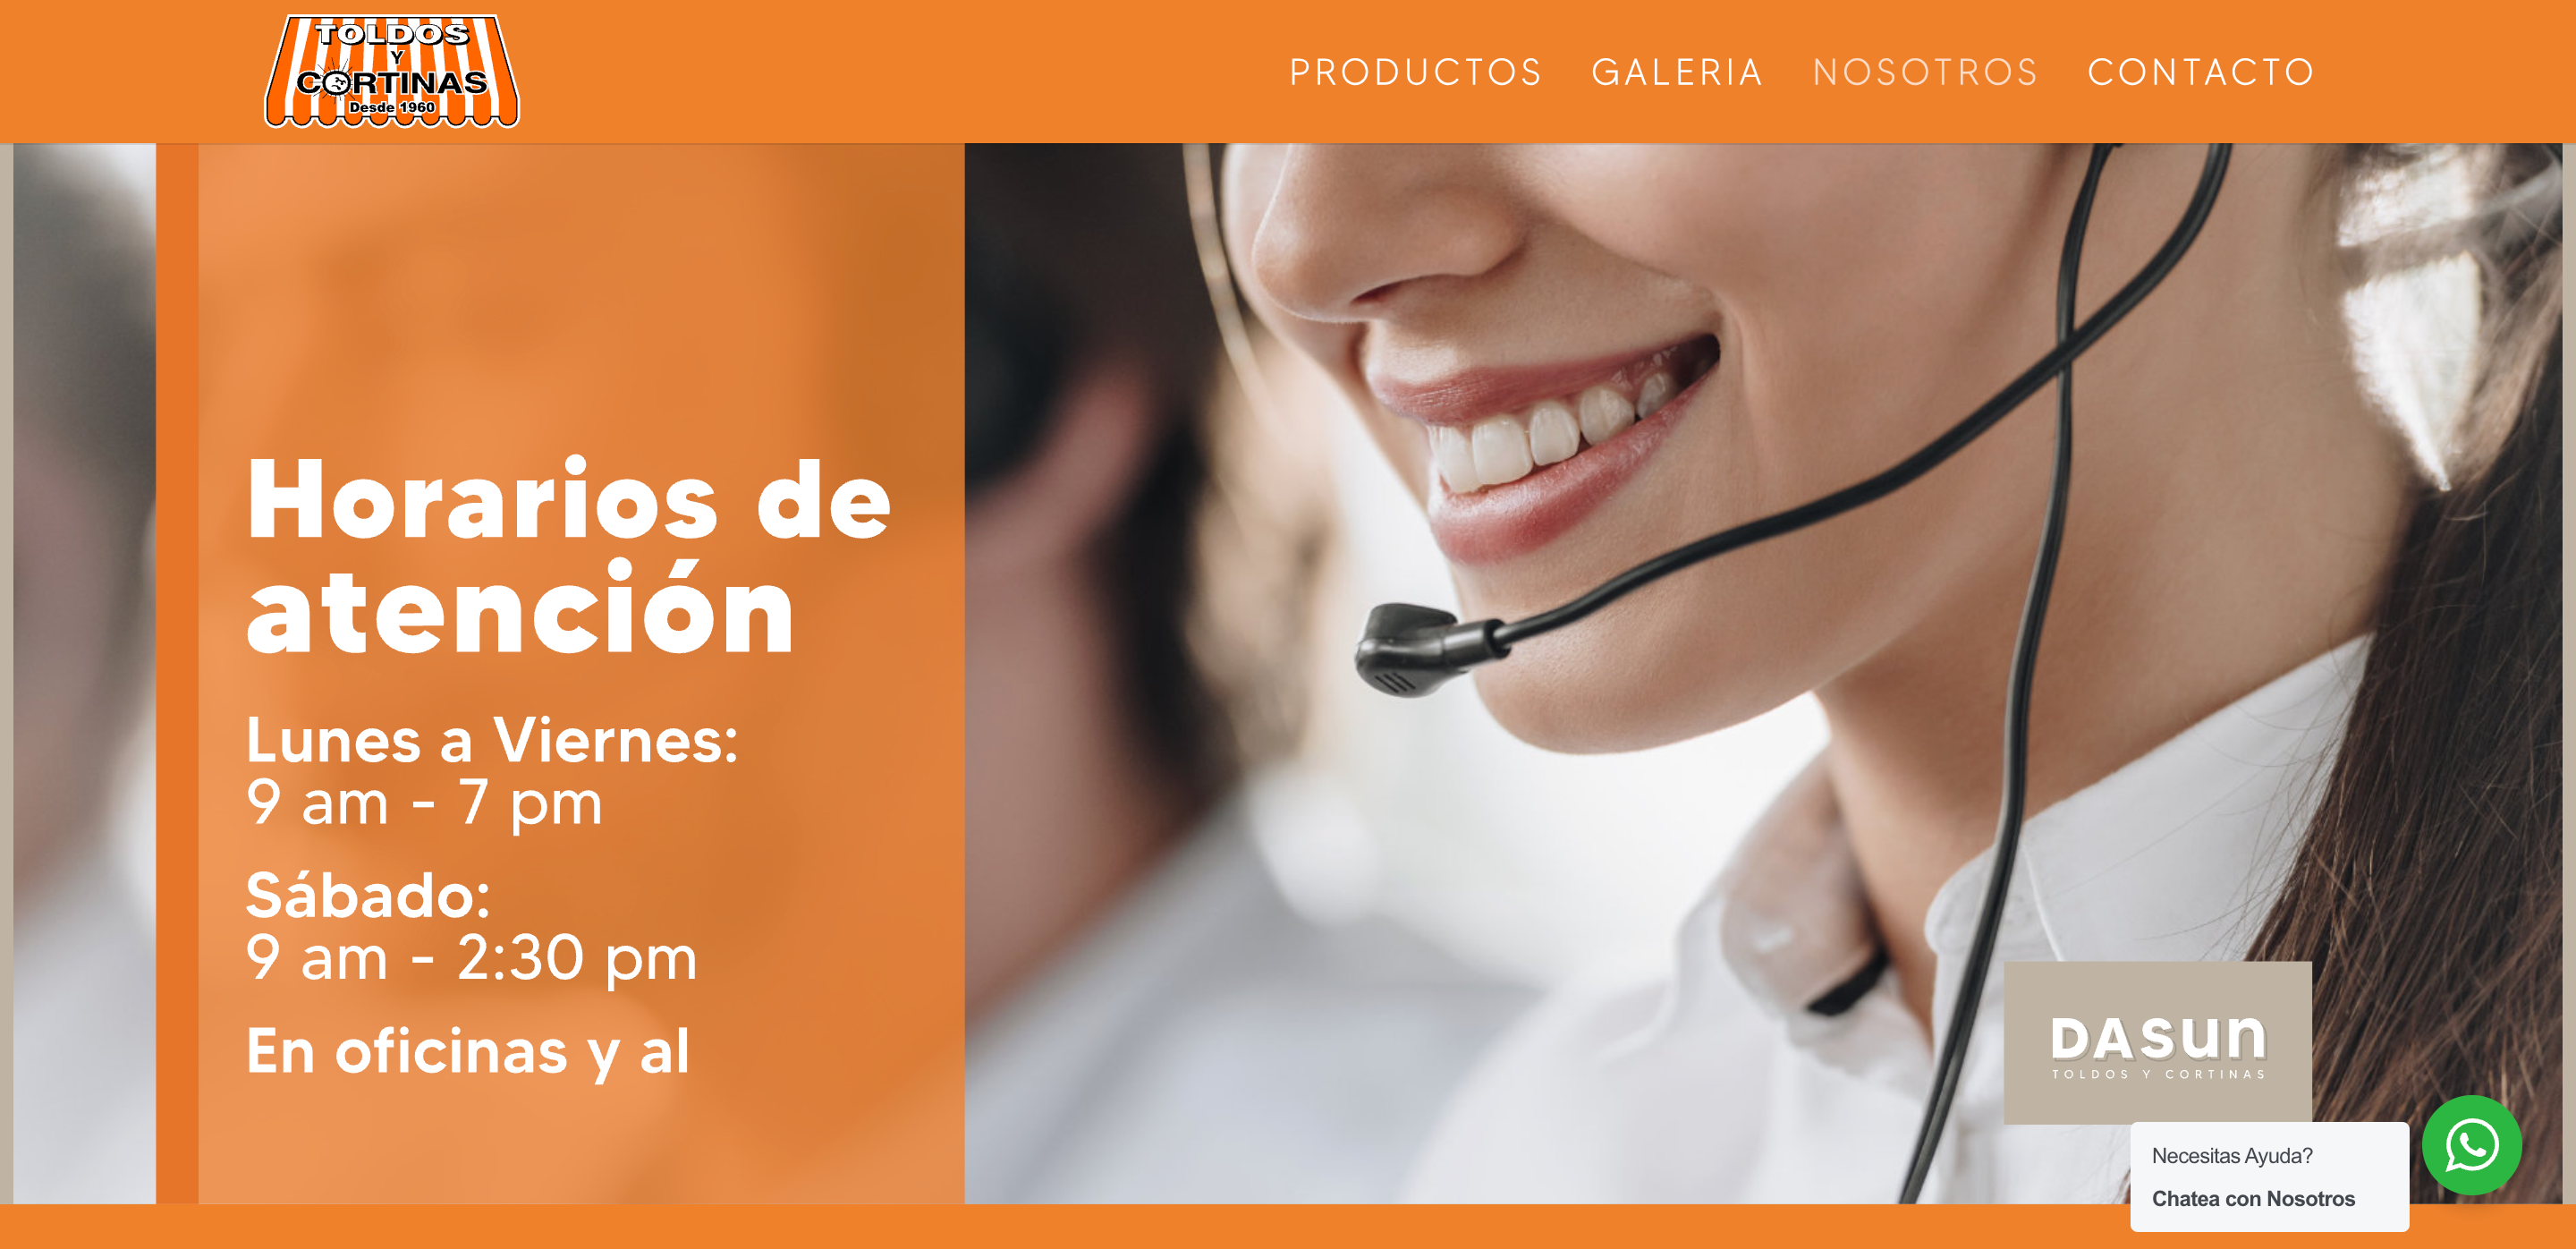 TOLDOS
Y
CORTINAS
Desde 1960
PRODUCTOS GALERIA NOSOTROS CONTACTO
Horarios de
atención
Lunes a Viernes:
9 am - 7 pm
Sábado:
9 am - 2:30 pm
En oficinas y al
DASUN
TOLDOS Y CORTINAS
Necesitas Ayuda?
Chatea con Nosotros